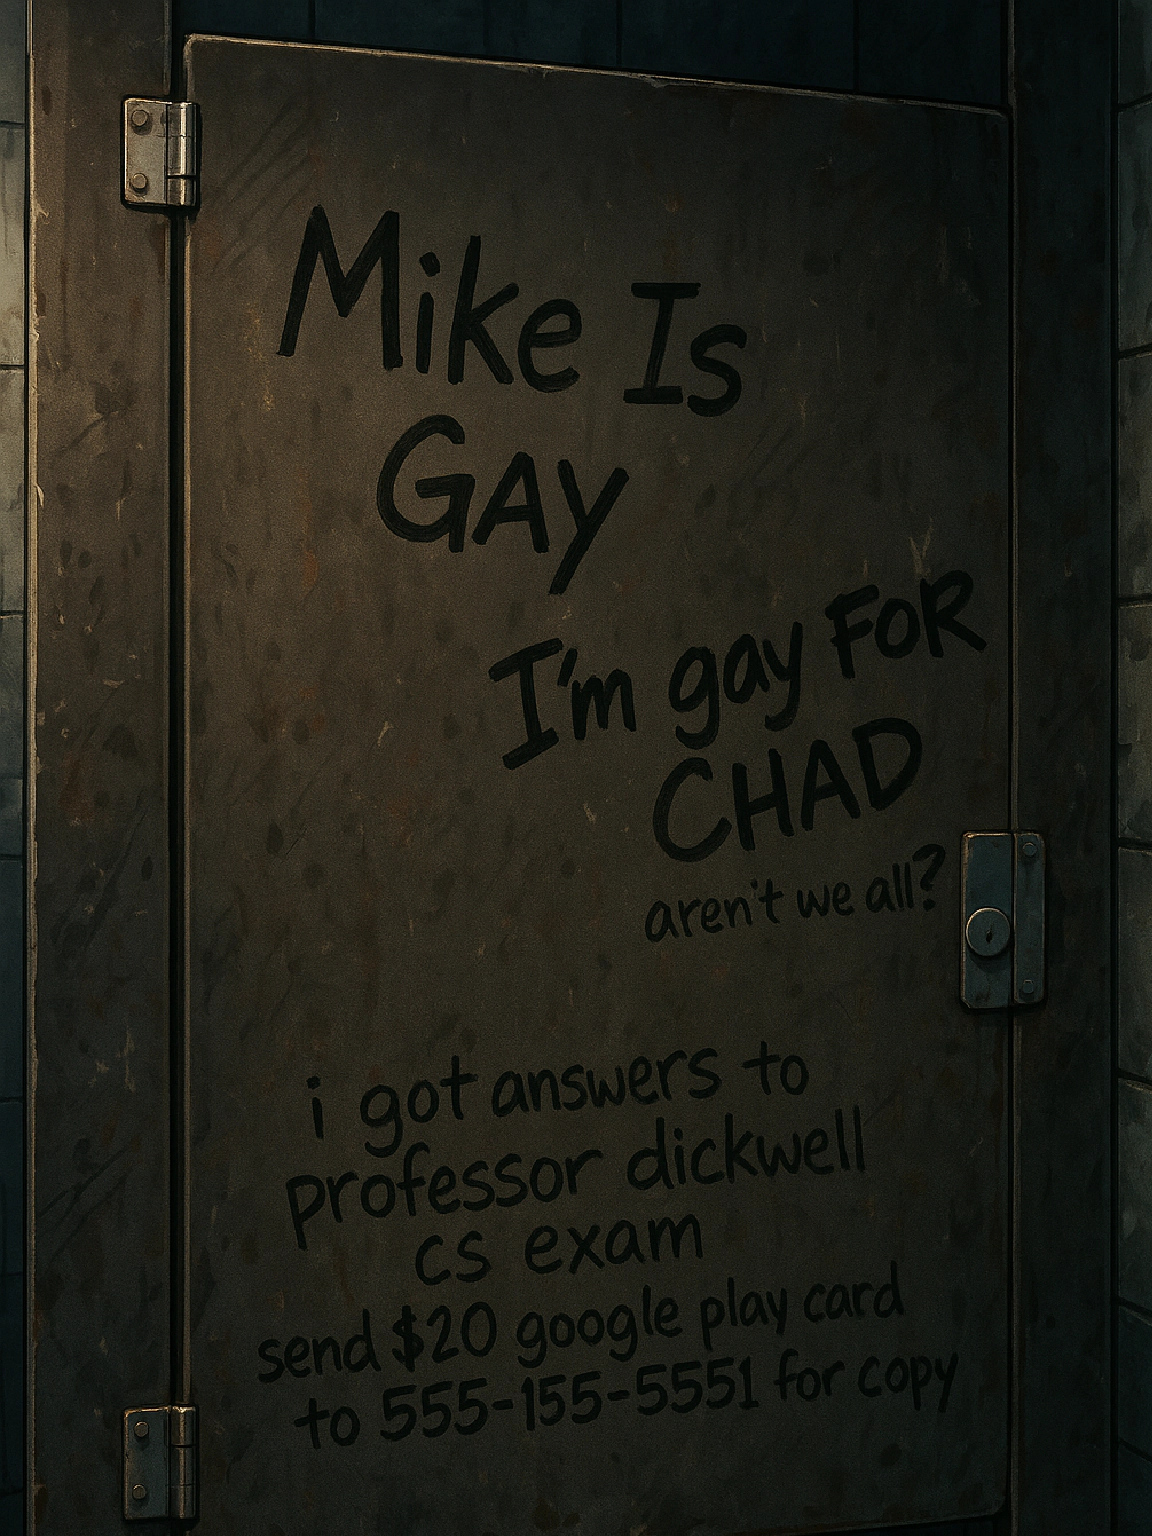 Mike Is
GAY
I'm gay FOR
CHAD
aren't we all?
i got answers to
professor dickwell
cs exam
send $20 google play card
to 555-155-5551 for copy